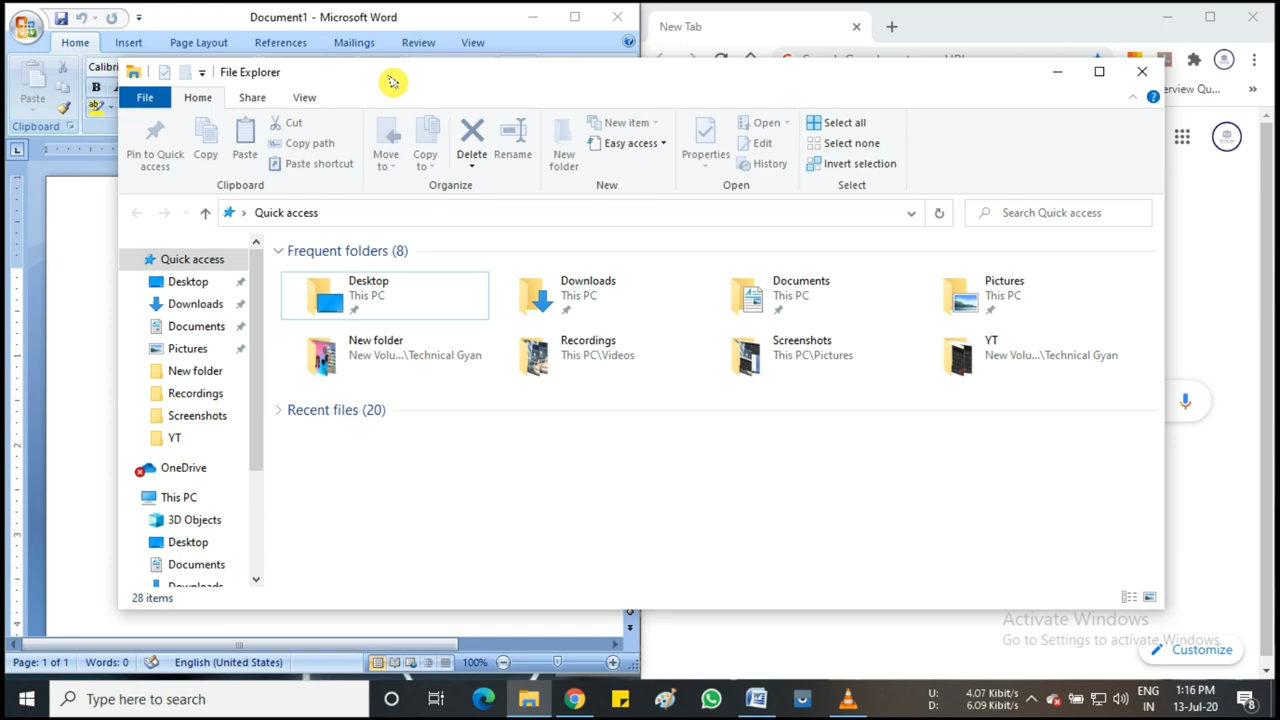 Document1 - Microsoft Word
New Tab
Home Insert Page Layout References Mailings Review View
Calibri
Paste
B
ab
Clipboard
File Explorer
File Home Share View
Pin to Quick access
Copy
Paste
Cut
Copy path
Paste shortcut
Clipboard
Move to
Copy to
Delete
Rename
Organize
New folder
New item
Easy access
New
Properties
Open
Edit
History
Open
Select all
Select none
Invert selection
Select
Quick access
Search Quick access
Quick access
Desktop
Downloads
Documents
Pictures
New folder
Recordings
Screenshots
YT
OneDrive
This PC
3D Objects
Desktop
Documents
Downloads
Frequent folders (8)
Desktop
This PC
Downloads
This PC
Documents
This PC
Pictures
This PC
New folder
New Volu...\Technical Gyan
Recordings
This PC\Videos
Screenshots
This PC\Pictures
YT
New Volu...\Technical Gyan
Recent files (20)
28 items
Activate Windows
Go to Settings to activate Windows.
Customize
Page: 1 of 1 Words: 0 English (United States) 100%
Type here to search
U: 4.07 Kibit/s
D: 6.09 Kibit/s
ENG
IN
1:16 PM
13-Jul-20
8